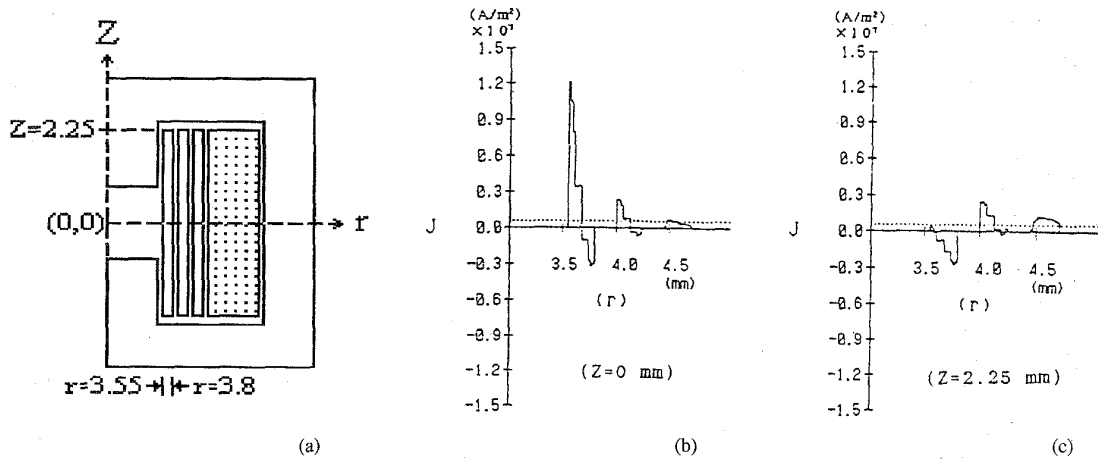 Z
Z=2.25
(0,0)
r
r=3.55
r=3.8
(a)
(A/m²)
×10⁷
1.5
1.2
0.9
0.6
0.3
0.0
-0.3
-0.6
-0.9
-1.2
-1.5
J
3.5
4.0
4.5
(mm)
(r)
(Z=0 mm)
(b)
(A/m²)
×10⁷
1.5
1.2
0.9
0.6
0.3
0.0
-0.3
-0.6
-0.9
-1.2
-1.5
J
3.5
4.0
4.5
(mm)
(r)
(Z=2.25 mm)
(c)